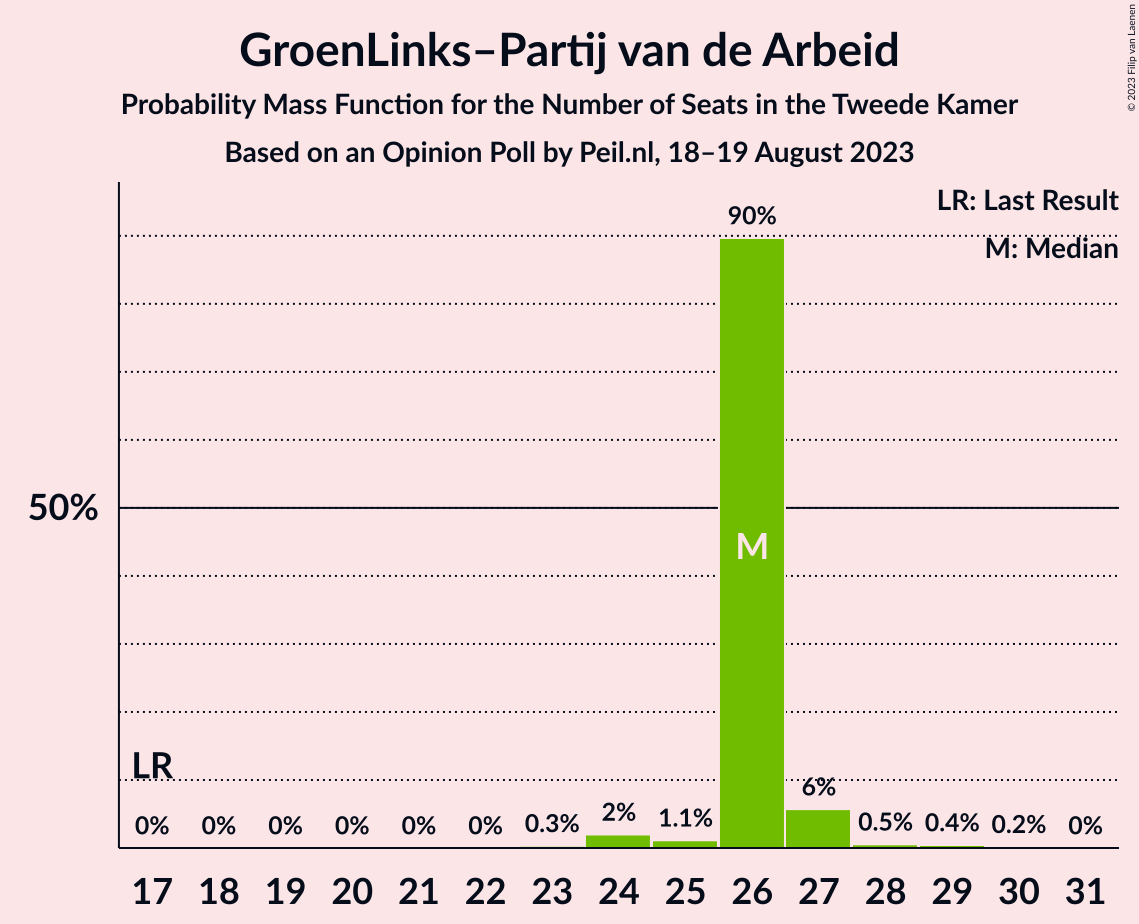 GroenLinks–Partij van de Arbeid
Probability Mass Function for the Number of Seats in the Tweede Kamer
Based on an Opinion Poll by Peil.nl, 18–19 August 2023
© 2023 Filip van Laenen
LR: Last Result
M: Median
90%
50%
M
LR
0% 0% 0% 0% 0% 0% 0.3% 2% 1.1% 6% 0.5% 0.4% 0.2% 0%
17 18 19 20 21 22 23 24 25 26 27 28 29 30 31